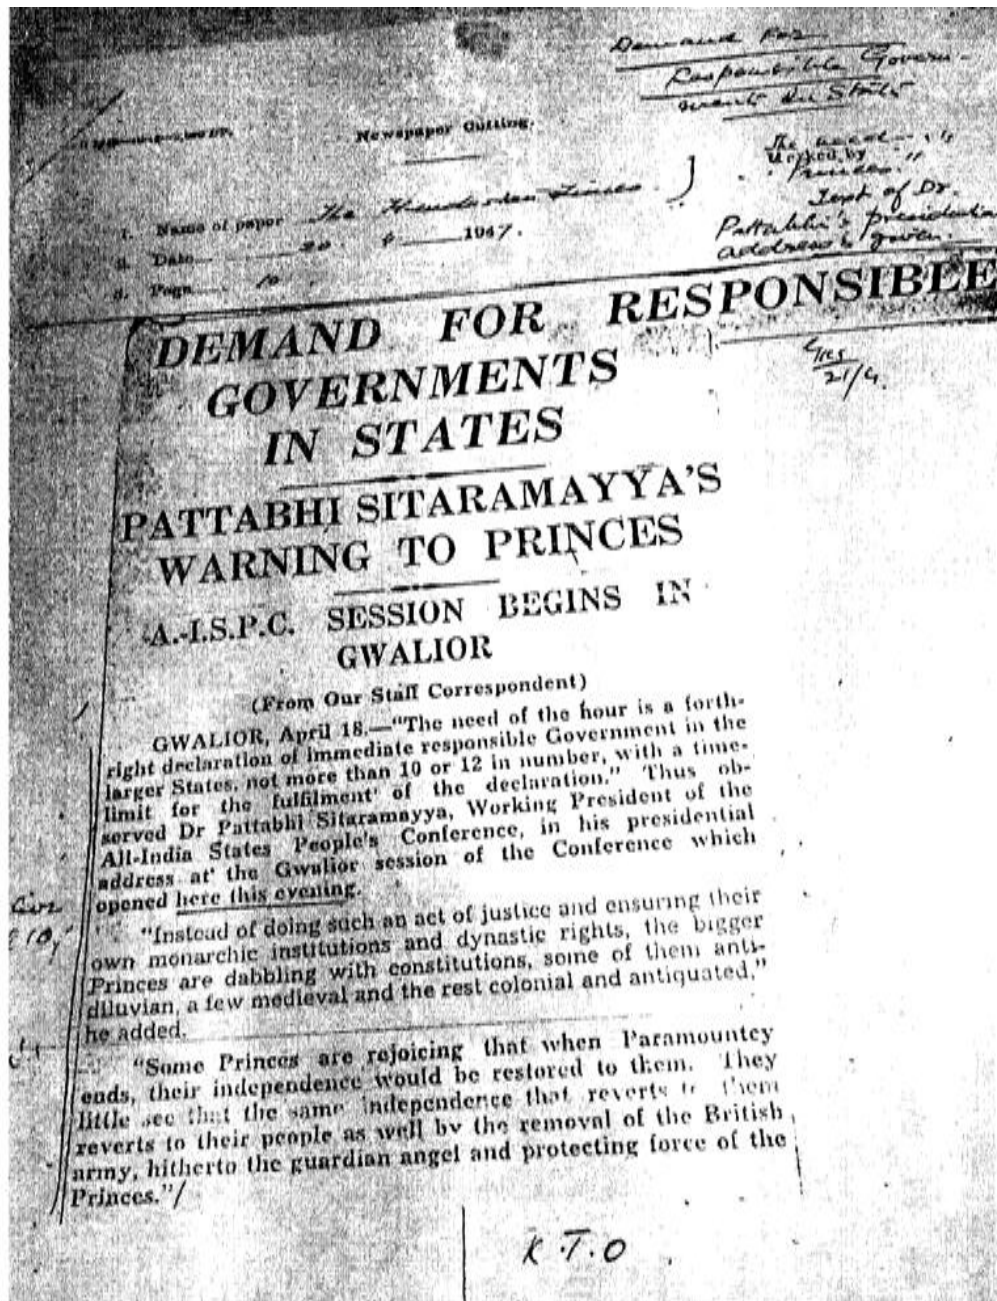 Demand For
Responsible Govern-
ment in States
Newspaper Cutting.
"The need
Urged by
Princes."
Text of Dr.
Pattabhi's presidential
address is given.
1. Name of paper The Hindustan Times
2. Date 20 4 1947.
3. Page 10
DEMAND FOR RESPONSIBLE
GOVERNMENTS
IN STATES
21/4.
PATTABHI SITARAMAYYA'S
WARNING TO PRINCES
A.-I.S.P.C. SESSION BEGINS IN
GWALIOR
(From Our Staff Correspondent)
GWALIOR, April 18.—"The need of the hour is a forth-
right declaration of immediate responsible Government in the
larger States, not more than 10 or 12 in number, with a time-
limit for the fulfilment of the declaration." Thus ob-
served Dr Pattabhi Sitaramayya, Working President of the
All-India States People's Conference, in his presidential
address at the Gwalior session of the Conference which
opened here this evening.
"Instead of doing such an act of justice and ensuring their
own monarchic institutions and dynastic rights, the bigger
Princes are dabbling with constitutions, some of them anti-
diluvian, a few medieval and the rest colonial and antiquated,"
he added.
"Some Princes are rejoicing that when Paramountcy
ends, their independence would be restored to them. They
little see that the same independence that reverts to them
reverts to their people as well by the removal of the British
army, hitherto the guardian angel and protecting force of the
Princes."/
K.T.O